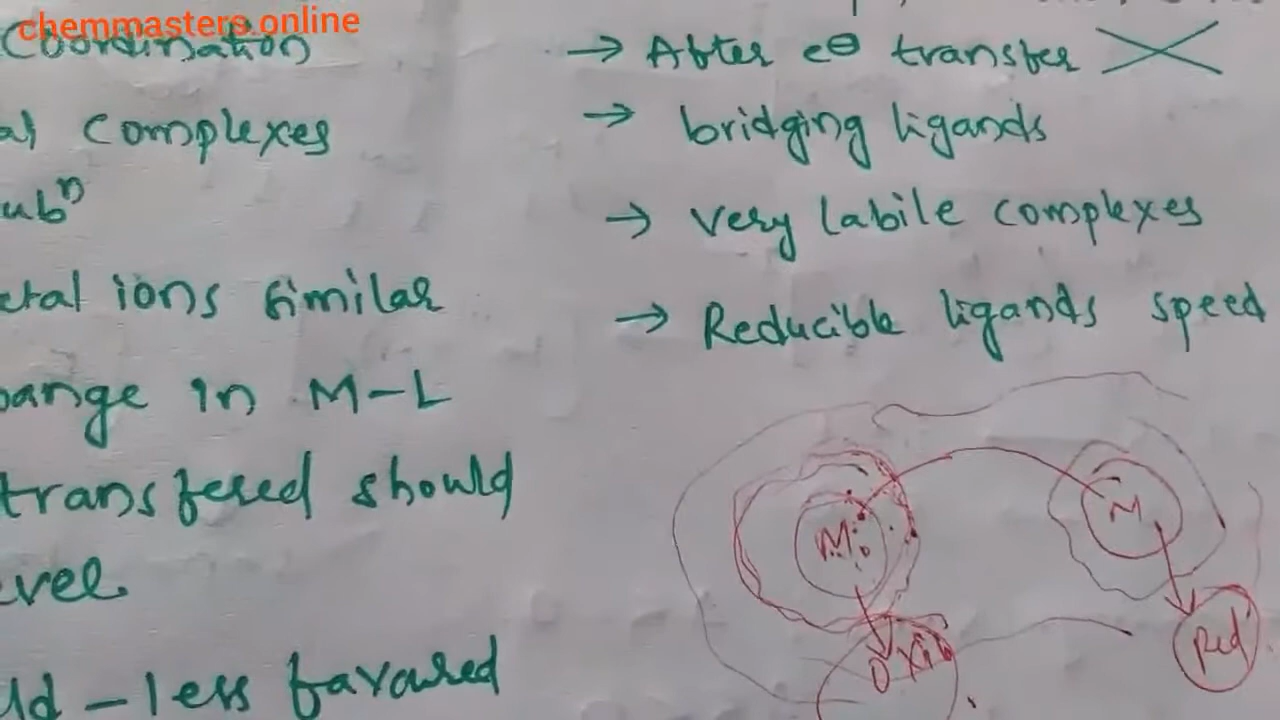 chemmasters.online
Coordination
al complexes
ubⁿ
etal ions similar
ange in M-L
transfered should
evel.
ld - less favoured
→ After e⊖ transfer
→ bridging ligands
→ very labile complexes
→ Reducible ligands speed
M
M
Oxi
Red